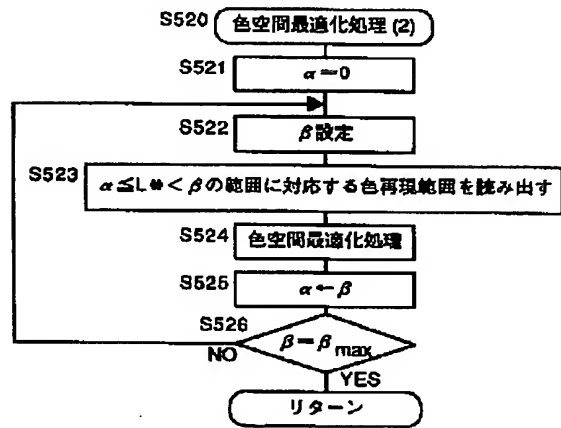 S520 色空間最適化処理(2)
S521
α=0
S522
β設定
S523
α≦L*<βの範囲に対応する色再現範囲を読み出す
S524
色空間最適化処理
S525
α←β
S526
β=βmax
NO
YES
リターン